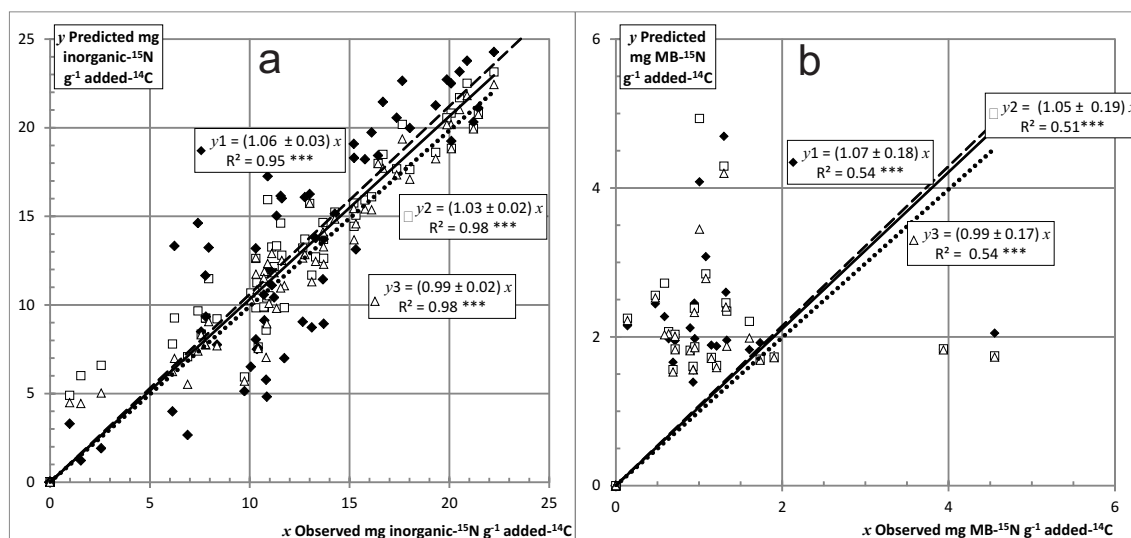 y Predicted mg
inorganic-¹⁵N
g⁻¹ added-¹⁴C
a
25
20
15
10
5
0
0
5
10
15
20
25
y1 = (1.06 ± 0.03) x
R² = 0.95 ***
y2 = (1.03 ± 0.02) x
R² = 0.98 ***
y3 = (0.99 ± 0.02) x
R² = 0.98 ***
x Observed mg inorganic-¹⁵N g⁻¹ added-¹⁴C
y Predicted
mg MB-¹⁵N
g⁻¹ added-¹⁴C
b
6
4
2
0
0
2
4
6
y1 = (1.07 ± 0.18) x
R² = 0.54 ***
y2 = (1.05 ± 0.19) x
R² = 0.51***
y3 = (0.99 ± 0.17) x
R² = 0.54 ***
x Observed mg MB-¹⁵N g⁻¹ added-¹⁴C